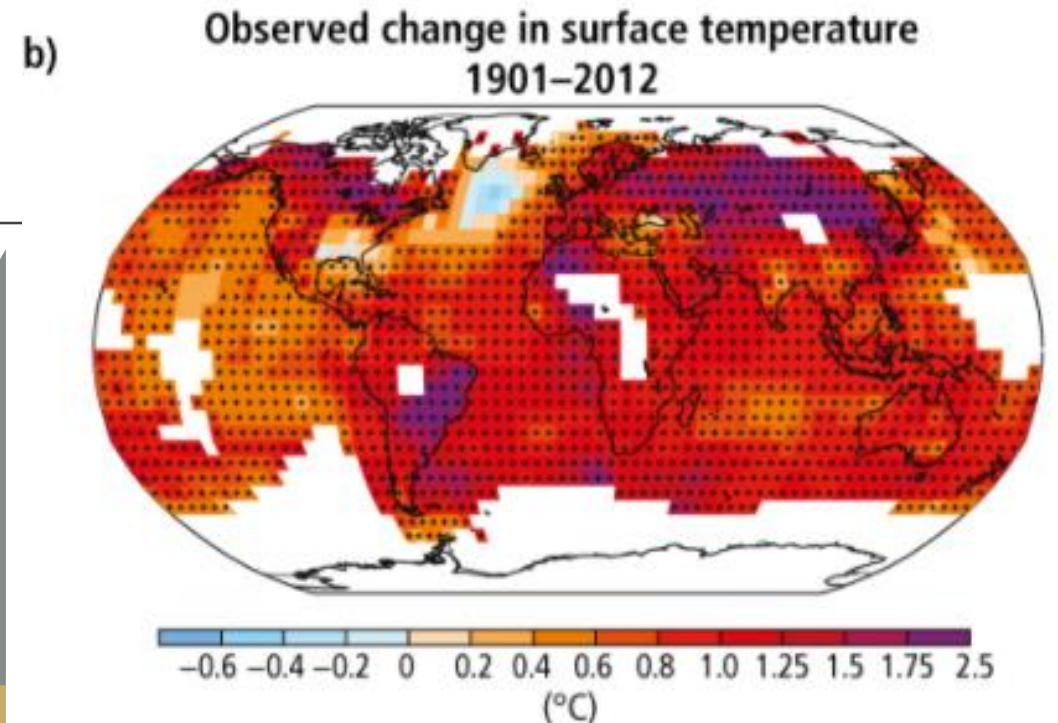 b)
Observed change in surface temperature
1901–2012
−0.6 −0.4 −0.2 0 0.2 0.4 0.6 0.8 1.0 1.25 1.5 1.75 2.5
(°C)